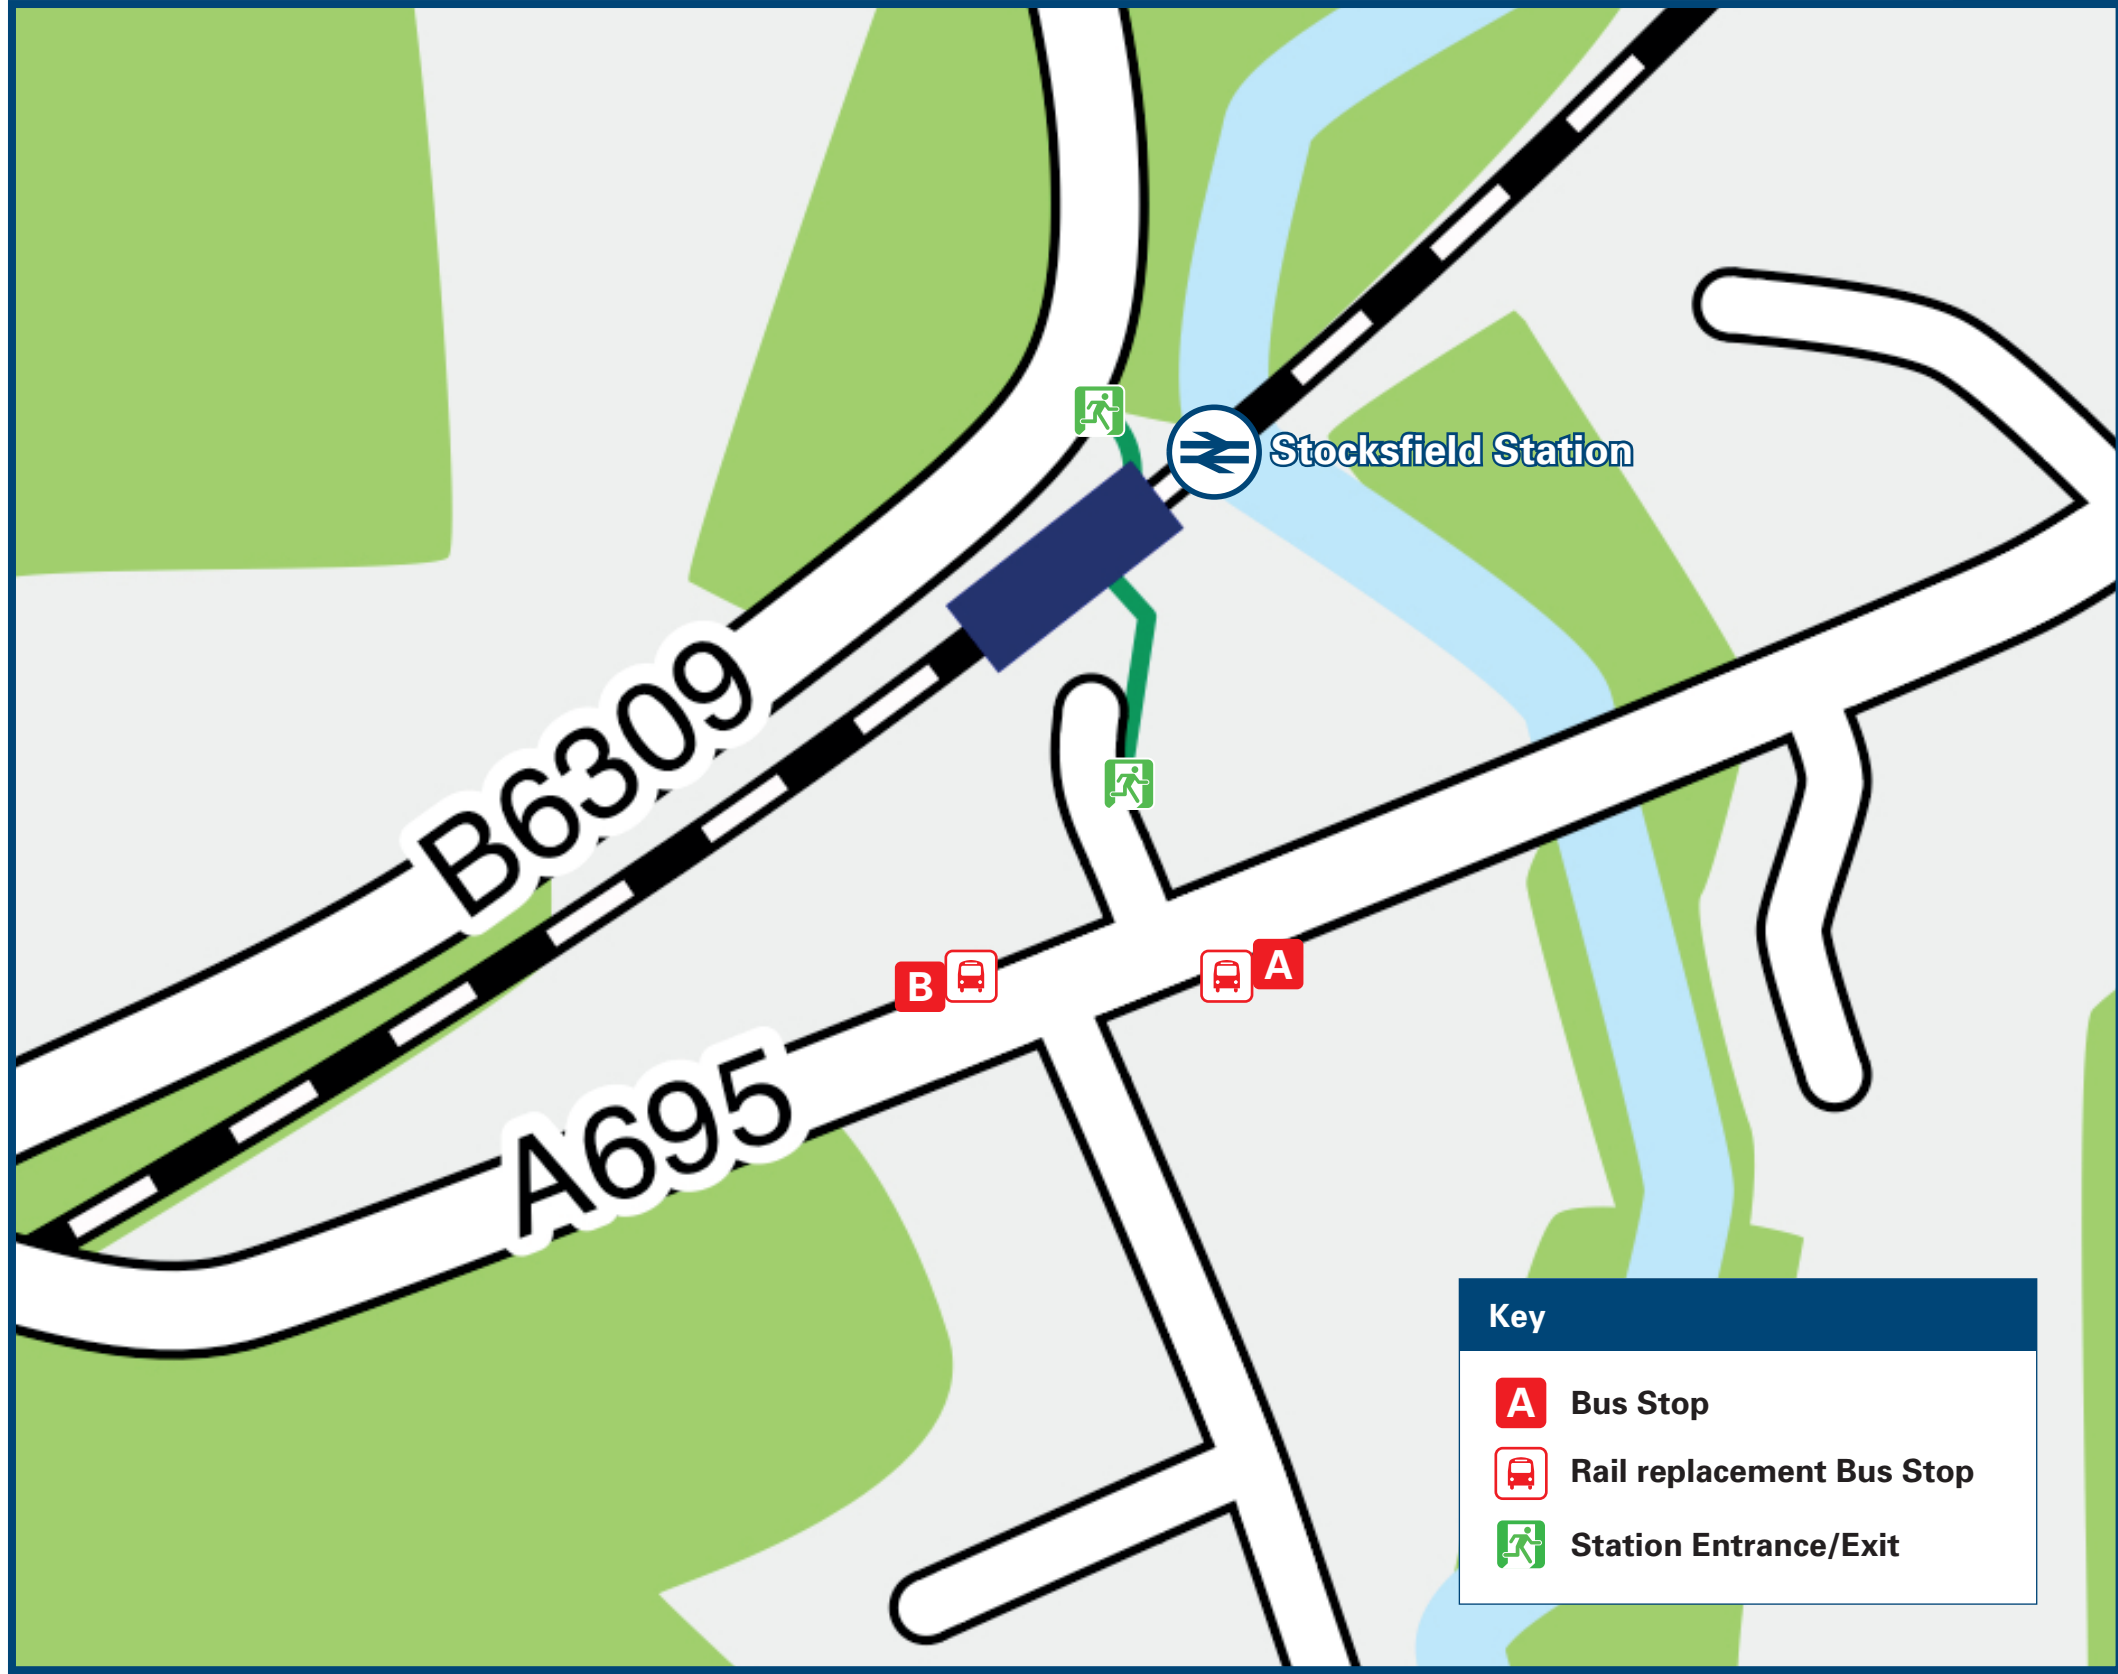 Stocksfield Station
B6309
B
A
A695
Key
A Bus Stop
Rail replacement Bus Stop
Station Entrance/Exit